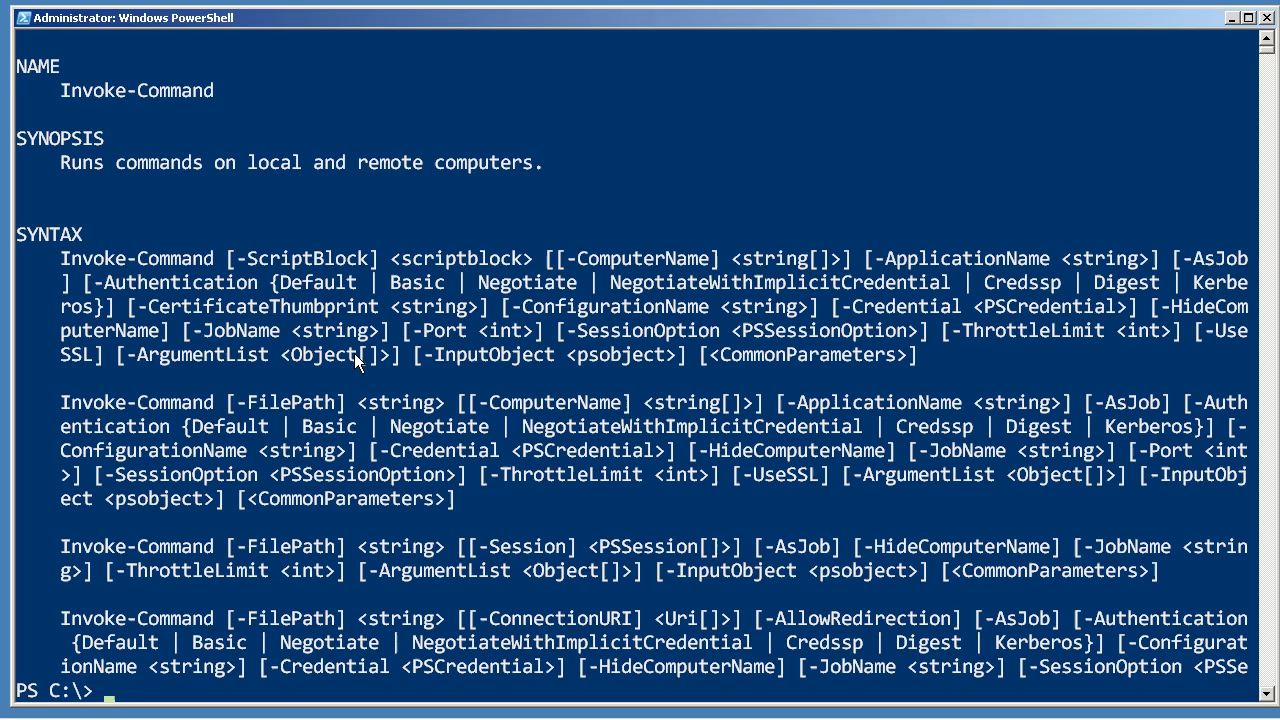 Administrator: Windows PowerShell
NAME
Invoke-Command
SYNOPSIS
Runs commands on local and remote computers.
SYNTAX
Invoke-Command [-ScriptBlock] <scriptblock> [[-ComputerName] <string[]>] [-ApplicationName <string>] [-AsJob
] [-Authentication {Default | Basic | Negotiate | NegotiateWithImplicitCredential | Credssp | Digest | Kerbe
ros}] [-CertificateThumbprint <string>] [-ConfigurationName <string>] [-Credential <PSCredential>] [-HideCom
puterName] [-JobName <string>] [-Port <int>] [-SessionOption <PSSessionOption>] [-ThrottleLimit <int>] [-Use
SSL] [-ArgumentList <Object[]>] [-InputObject <psobject>] [<CommonParameters>]
Invoke-Command [-FilePath] <string> [[-ComputerName] <string[]>] [-ApplicationName <string>] [-AsJob] [-Auth
entication {Default | Basic | Negotiate | NegotiateWithImplicitCredential | Credssp | Digest | Kerberos}] [-
ConfigurationName <string>] [-Credential <PSCredential>] [-HideComputerName] [-JobName <string>] [-Port <int
>] [-SessionOption <PSSessionOption>] [-ThrottleLimit <int>] [-UseSSL] [-ArgumentList <Object[]>] [-InputObj
ect <psobject>] [<CommonParameters>]
Invoke-Command [-FilePath] <string> [[-Session] <PSSession[]>] [-AsJob] [-HideComputerName] [-JobName <strin
g>] [-ThrottleLimit <int>] [-ArgumentList <Object[]>] [-InputObject <psobject>] [<CommonParameters>]
Invoke-Command [-FilePath] <string> [[-ConnectionURI] <Uri[]>] [-AllowRedirection] [-AsJob] [-Authentication
{Default | Basic | Negotiate | NegotiateWithImplicitCredential | Credssp | Digest | Kerberos}] [-Configurat
ionName <string>] [-Credential <PSCredential>] [-HideComputerName] [-JobName <string>] [-SessionOption <PSSe
PS C:\>